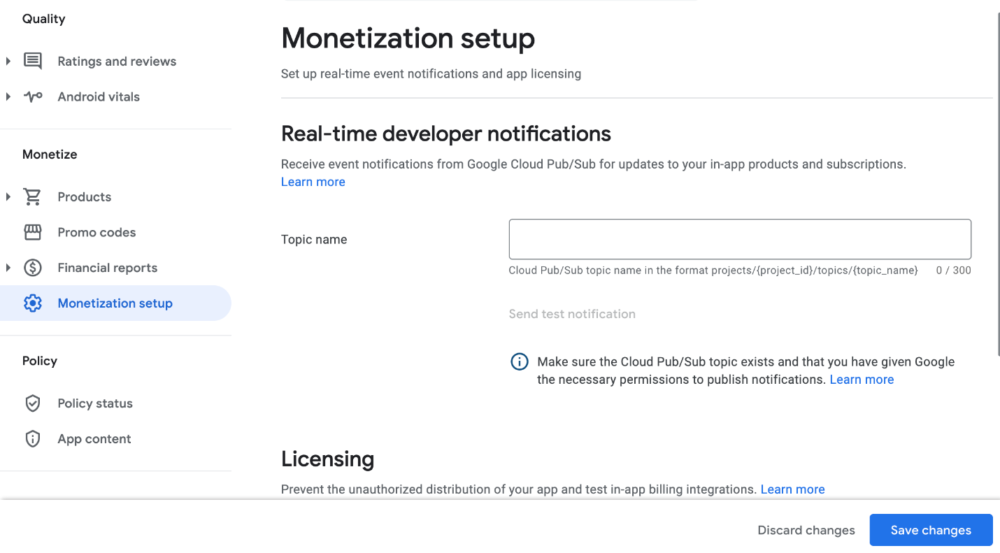 Quality
Ratings and reviews
Android vitals
Monetize
Products
Promo codes
Financial reports
Monetization setup
Policy
Policy status
App content
Monetization setup
Set up real-time event notifications and app licensing
Real-time developer notifications
Receive event notifications from Google Cloud Pub/Sub for updates to your in-app products and subscriptions.
Learn more
Topic name
Cloud Pub/Sub topic name in the format projects/{project_id}/topics/{topic_name} 0 / 300
Send test notification
Make sure the Cloud Pub/Sub topic exists and that you have given Google
the necessary permissions to publish notifications. Learn more
Licensing
Prevent the unauthorized distribution of your app and test in-app billing integrations. Learn more
Discard changes
Save changes